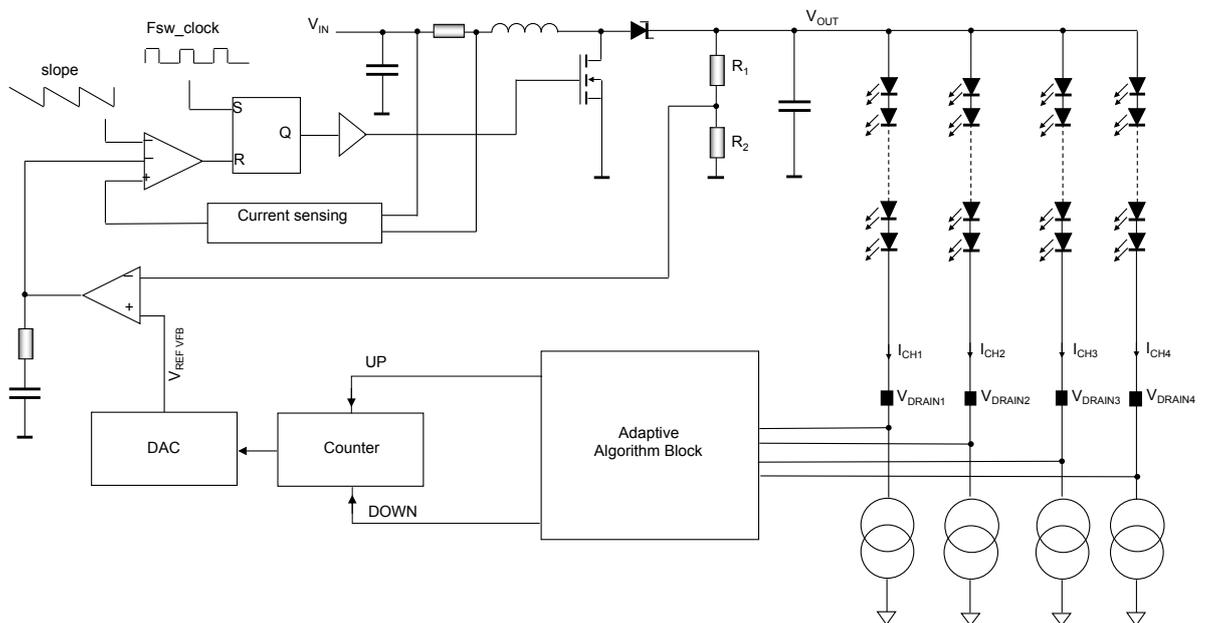 Fsw_clock
V_IN
V_OUT
slope
S
Q
R
R_1
R_2
Current sensing
−
−
+
−
+
V_REF VFB
UP
DAC
Counter
DOWN
Adaptive
Algorithm Block
I_CH1
I_CH2
I_CH3
I_CH4
V_DRAIN1
V_DRAIN2
V_DRAIN3
V_DRAIN4